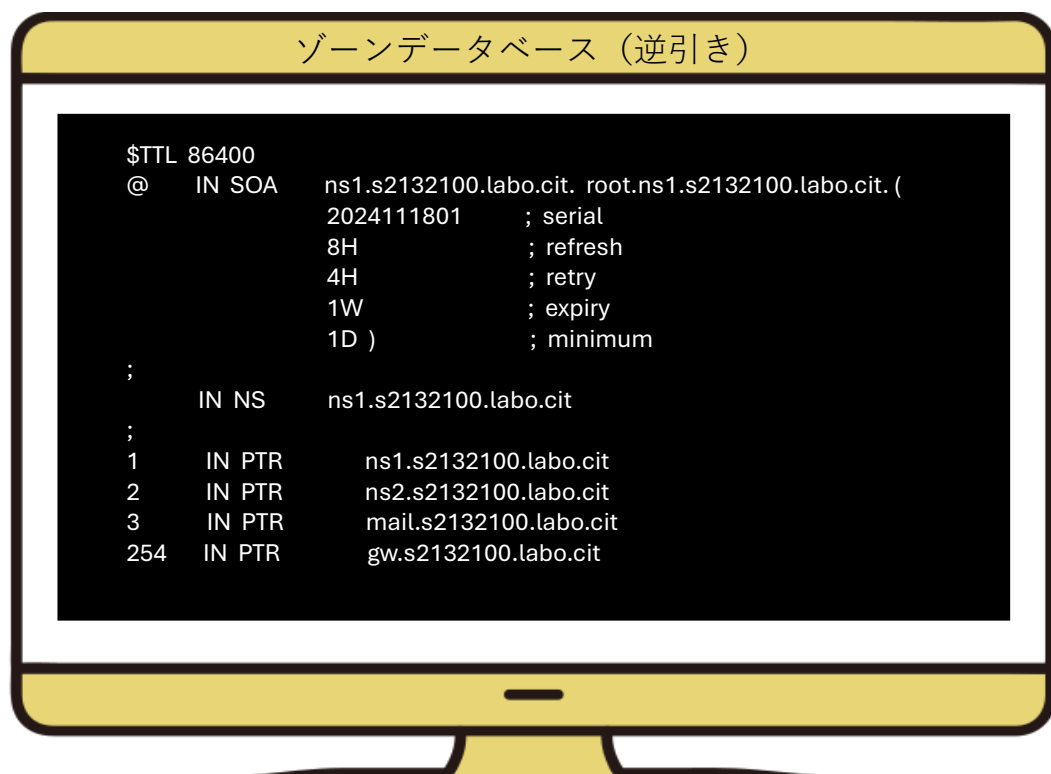 ゾーンデータベース（逆引き）
$TTL 86400
@ IN SOA ns1.s2132100.labo.cit. root.ns1.s2132100.labo.cit. (
2024111801 ; serial
8H ; refresh
4H ; retry
1W ; expiry
1D ) ; minimum
;
IN NS ns1.s2132100.labo.cit
;
1 IN PTR ns1.s2132100.labo.cit
2 IN PTR ns2.s2132100.labo.cit
3 IN PTR mail.s2132100.labo.cit
254 IN PTR gw.s2132100.labo.cit